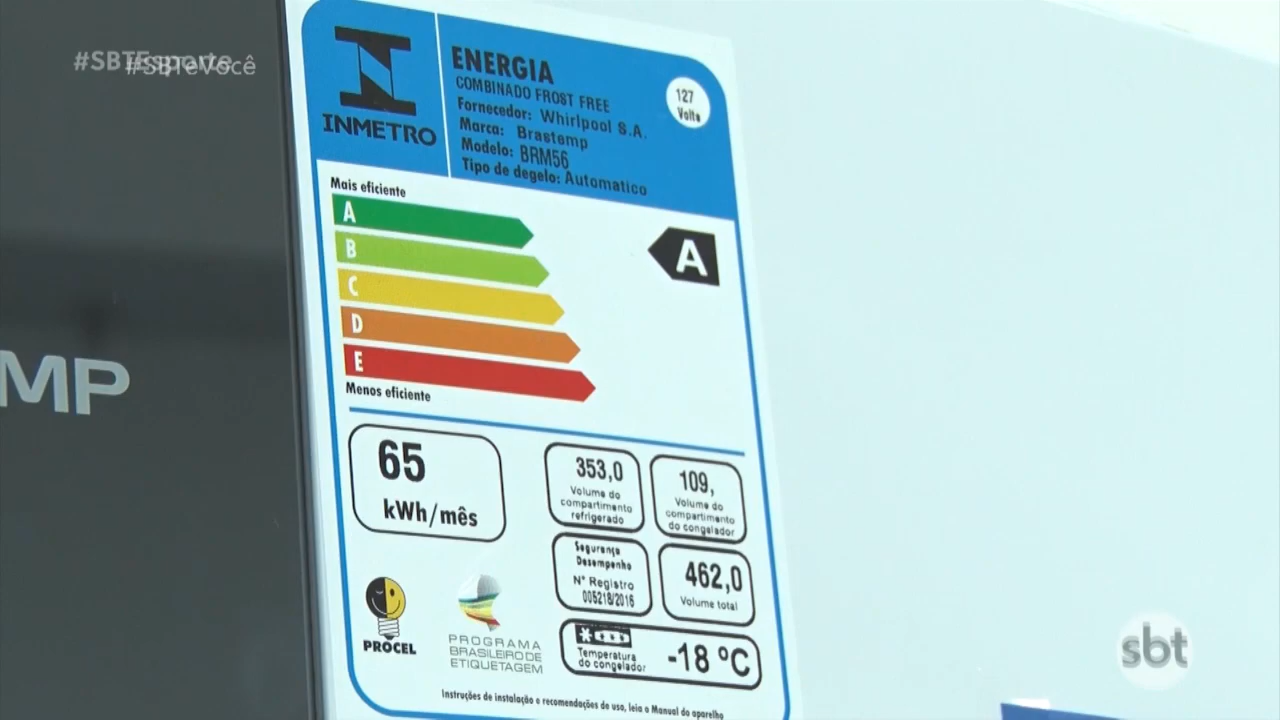 #SBTEsporte
#SBTeVocê
INMETRO
ENERGIA
COMBINADO FROST FREE
Fornecedor: Whirlpool S.A.
Marca: Brastemp
Modelo: BRM56
Tipo de degelo: Automatico
127
Volts
Mais eficiente
A
B
C
D
E
A
Menos eficiente
MP
65
kWh/mês
353,0
Volume do
compartimento
refrigerado
109,
Volume do
compartimento
do congelador
Segurança
Desempenho
N° Registro
005218/2016
462,0
Volume total
PROCEL
PROGRAMA
BRASILEIRO DE
ETIQUETAGEM
Temperatura
do congelador
-18 °C
Instruções de instalação e recomendações de uso, leia o Manual do aparelho
sbt